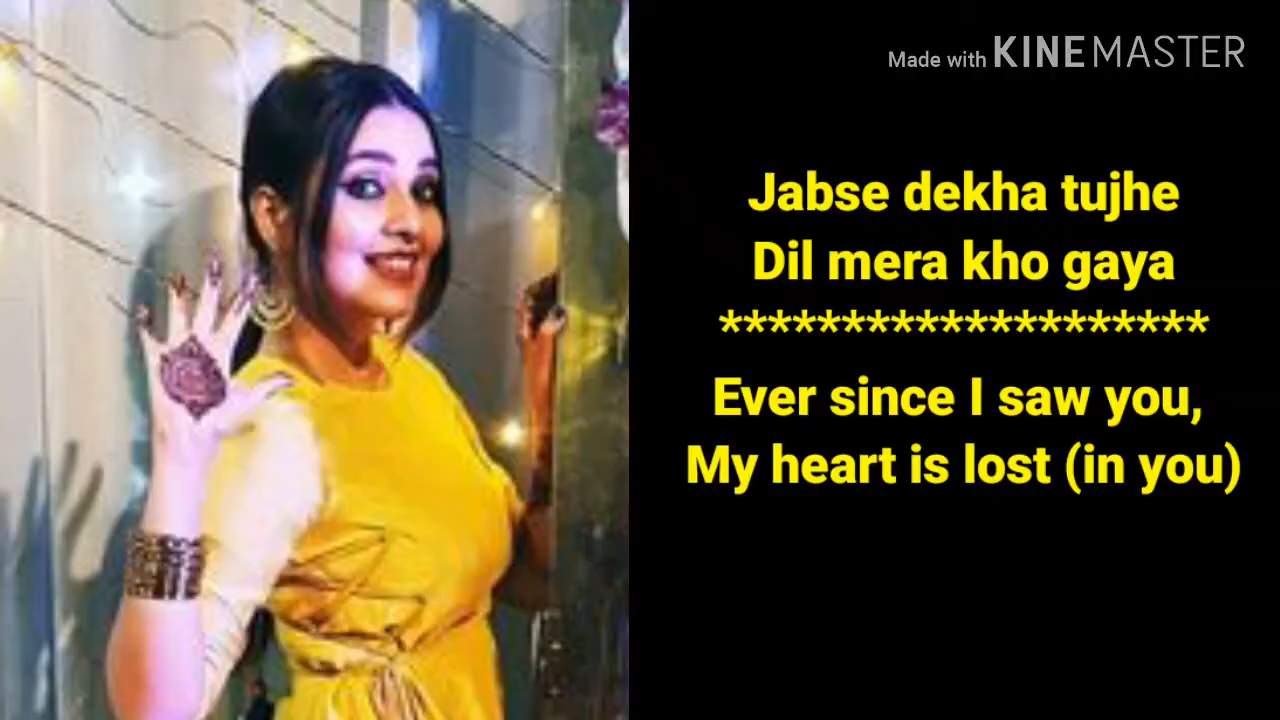 Made with KINEMASTER
Jabse dekha tujhe
Dil mera kho gaya
********************
Ever since I saw you,
My heart is lost (in you)